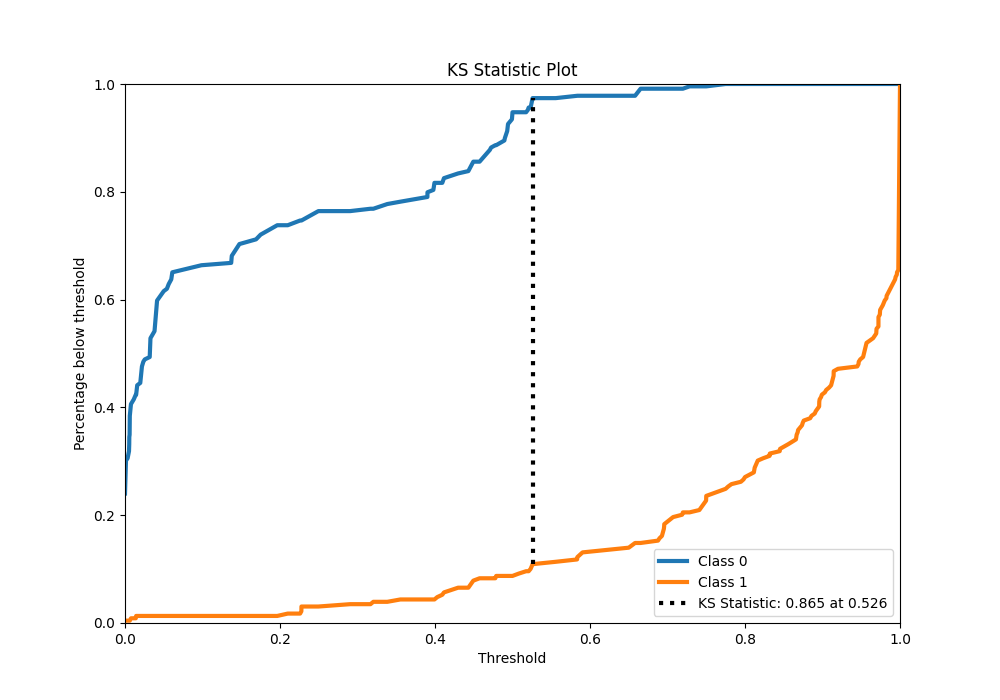 KS Statistic Plot
1.0
0.8
0.6
0.4
0.2
0.0
Percentage below threshold
0.0 0.2 0.4 0.6 0.8 1.0
Threshold
Class 0
Class 1
KS Statistic: 0.865 at 0.526